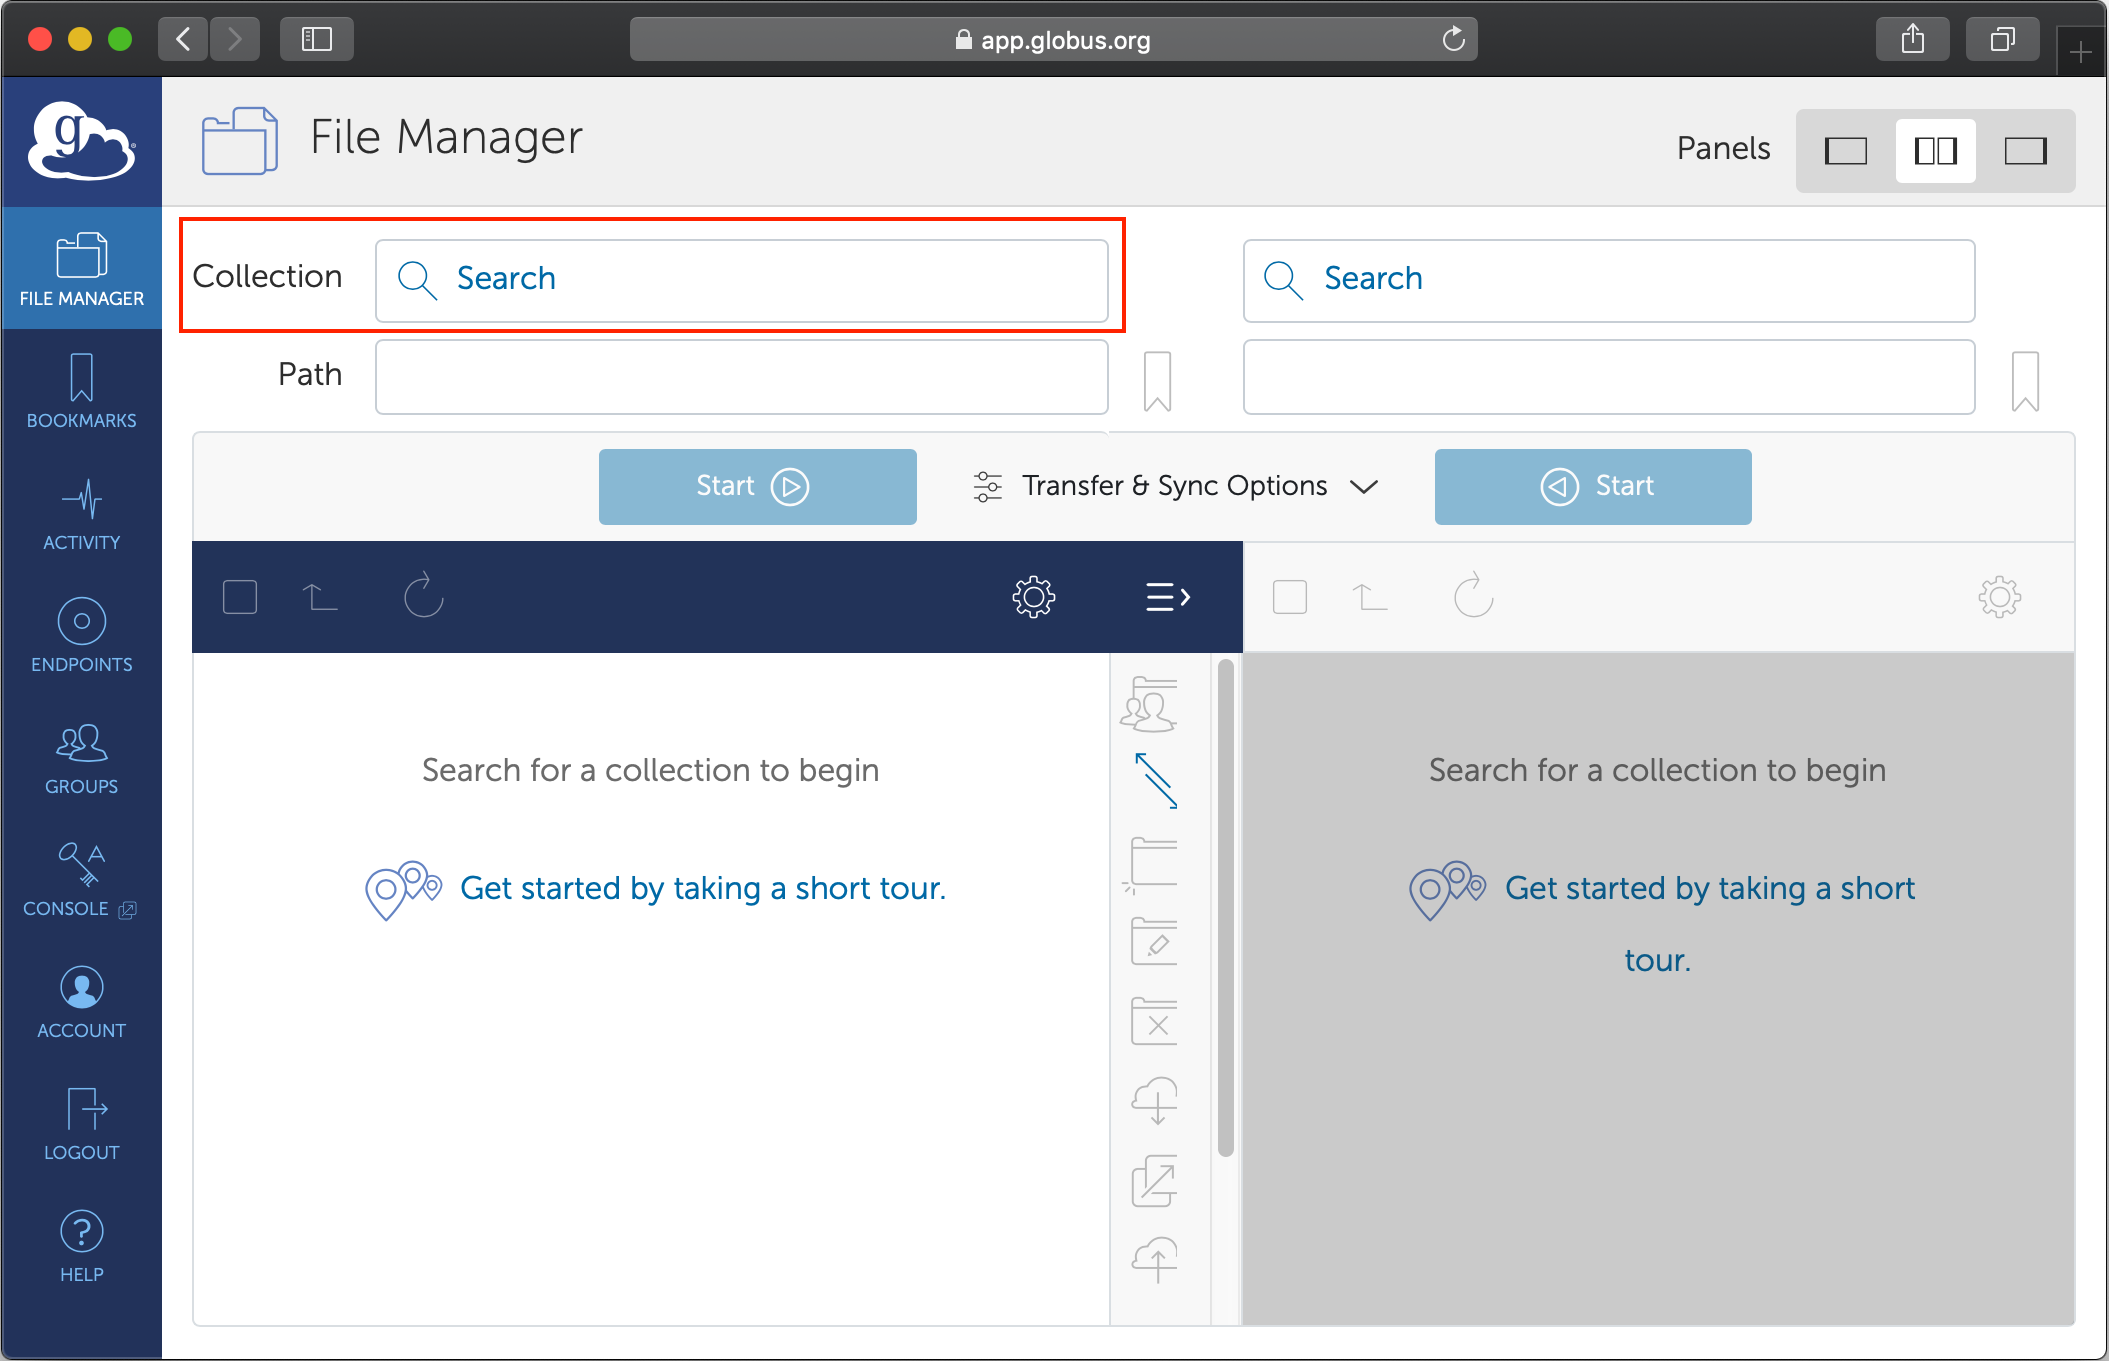 app.globus.org
g
File Manager
Panels
FILE MANAGER
Collection
Search
Search
Path
BOOKMARKS
Start
Transfer & Sync Options
Start
ACTIVITY
ENDPOINTS
GROUPS
Search for a collection to begin
Search for a collection to begin
CONSOLE
Get started by taking a short tour.
Get started by taking a short
tour.
ACCOUNT
LOGOUT
HELP